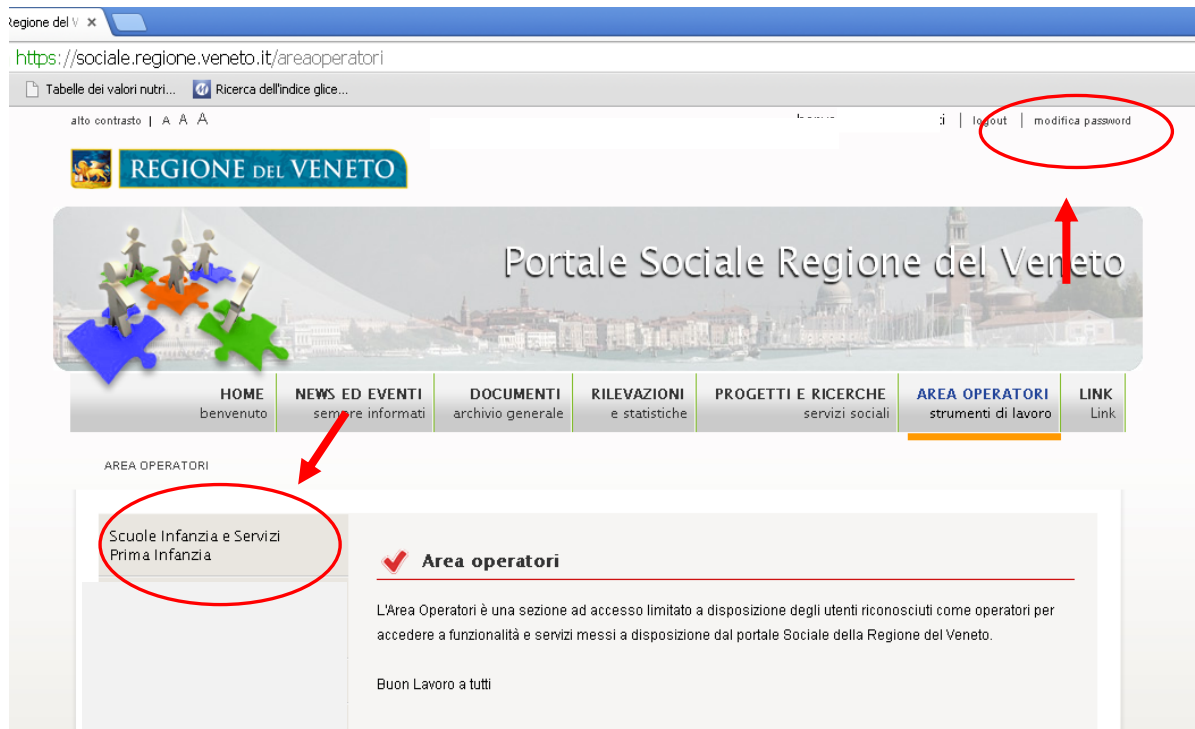 Regione del V
https://sociale.regione.veneto.it/areaoperatori
Tabelle dei valori nutri... Ricerca dell'indice glice...
alto contrasto | A A A
| logout | modifica password
REGIONE DEL VENETO
Portale Sociale Regione del Veneto
HOME NEWS ED EVENTI DOCUMENTI RILEVAZIONI PROGETTI E RICERCHE AREA OPERATORI LINK
benvenuto sempre informati archivio generale e statistiche servizi sociali strumenti di lavoro Link
AREA OPERATORI
Scuole Infanzia e Servizi
Prima Infanzia
Area operatori
L'Area Operatori è una sezione ad accesso limitato a disposizione degli utenti riconosciuti come operatori per
accedere a funzionalità e servizi messi a disposizione dal portale Sociale della Regione del Veneto.
Buon Lavoro a tutti